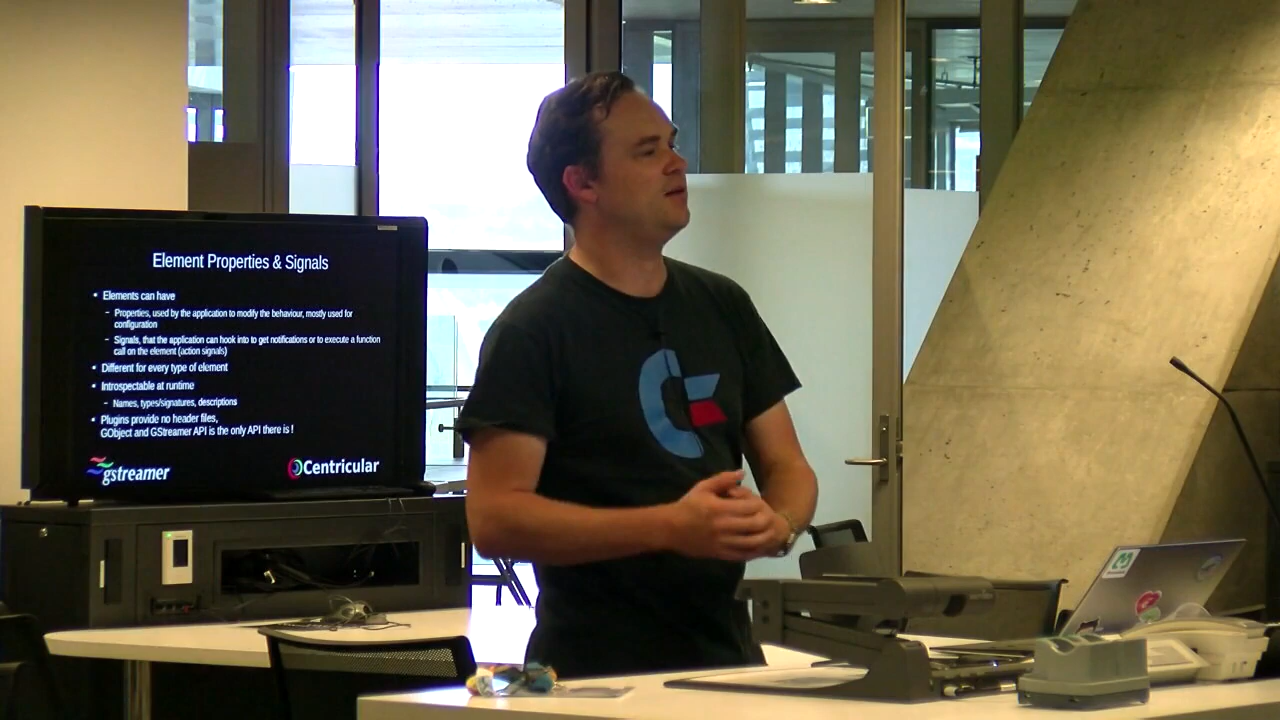 Element Properties & Signals
• Elements can have
– Properties, used by the application to modify the behaviour, mostly used for
configuration
– Signals, that the application can hook into to get notifications or to execute a function
call on the element (action signals)
• Different for every type of element
• Introspectable at runtime
– Names, types/signatures, descriptions
• Plugins provide no header files,
GObject and GStreamer API is the only API there is !
gstreamer
Centricular